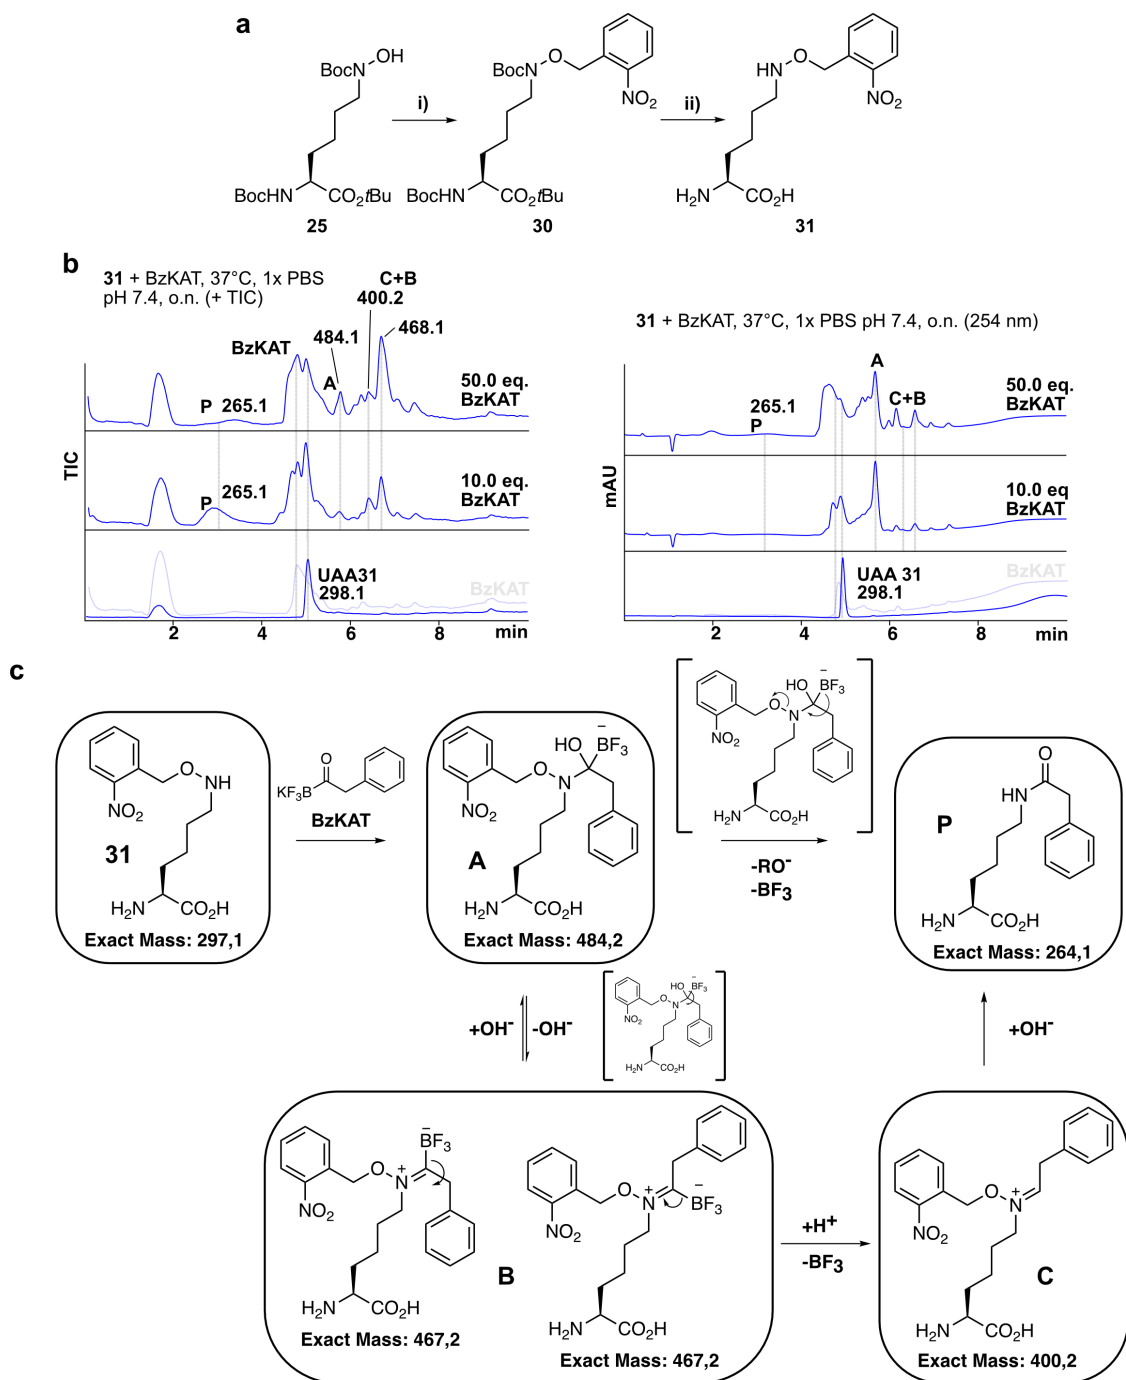 a
BocN
OH
BocHN
CO2tBu
25
i)
BocN
O
NO2
BocHN
CO2tBu
30
ii)
HN
O
NO2
H2N
CO2H
31
b
31 + BzKAT, 37°C, 1x PBS
pH 7.4, o.n. (+ TIC)
C+B
400.2
484.1
468.1
BzKAT
A
P
265.1
50.0 eq.
BzKAT
P
265.1
10.0 eq.
BzKAT
UAA31
298.1
BzKAT
TIC
2
4
6
8
min
31 + BzKAT, 37°C, 1x PBS pH 7.4, o.n. (254 nm)
A
C+B
265.1
P
50.0 eq.
BzKAT
10.0 eq
BzKAT
UAA 31
298.1
BzKAT
mAU
2
4
6
8
min
c
O
NH
NO2
31
H2N
CO2H
Exact Mass: 297,1
O
KF3B
BzKAT
HO
BF3
−
O
N
NO2
A
H2N
CO2H
Exact Mass: 484,2
HO
BF3
−
O
N
NO2
H2N
CO2H
-RO-
-BF3
O
HN
P
H2N
CO2H
Exact Mass: 264,1
+OH-
-OH-
HO
BF3
−
O
N
NO2
H2N
CO2H
+OH-
−
BF3
O
N
+
NO2
H2N
CO2H
Exact Mass: 467,2
B
O
N
+
−
BF3
NO2
H2N
CO2H
Exact Mass: 467,2
+H+
-BF3
O
N
+
NO2
C
H2N
CO2H
Exact Mass: 400,2